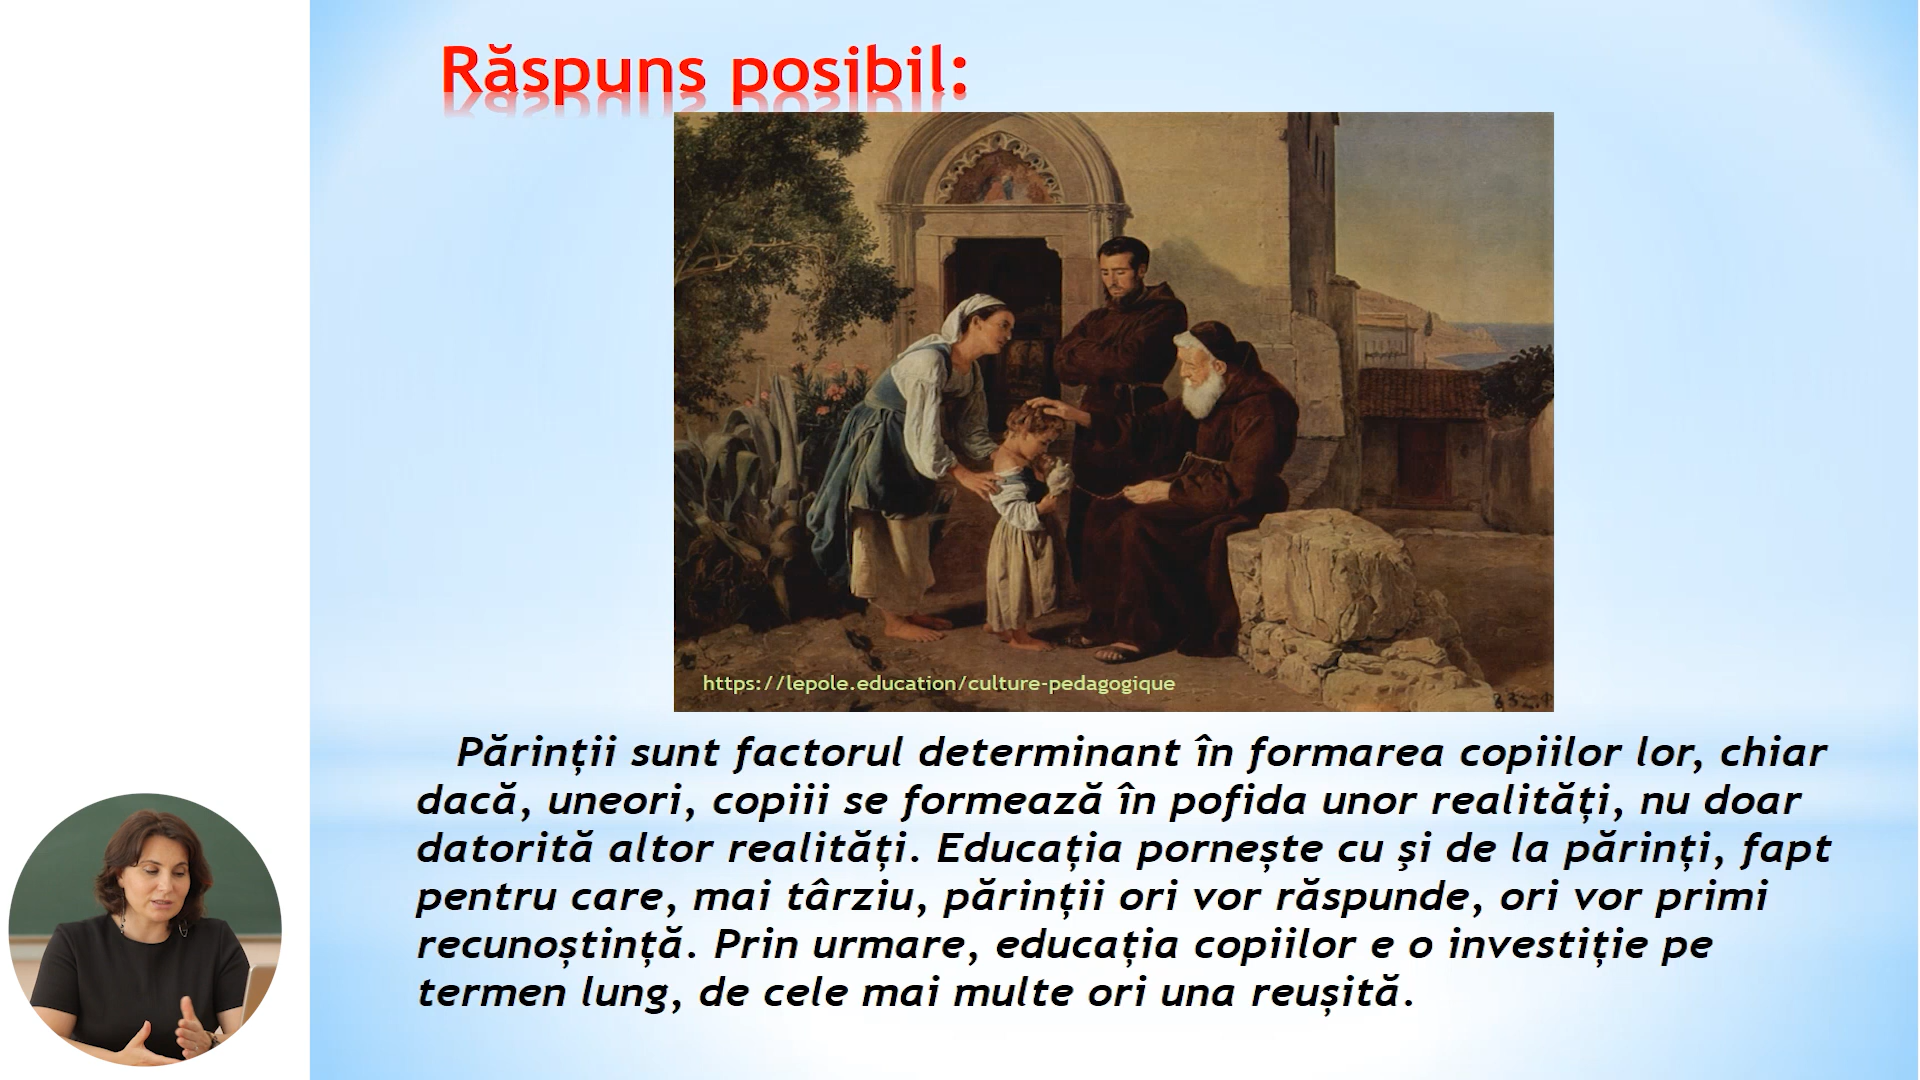 Răspuns posibil:
https://lepole.education/culture-pedagogique
Părinții sunt factorul determinant în formarea copiilor lor, chiar
dacă, uneori, copiii se formează în pofida unor realități, nu doar
datorită altor realități. Educația pornește cu şi de la părinți, fapt
pentru care, mai târziu, părinții ori vor răspunde, ori vor primi
recunoștință. Prin urmare, educația copiilor e o investiție pe
termen lung, de cele mai multe ori una reușită.